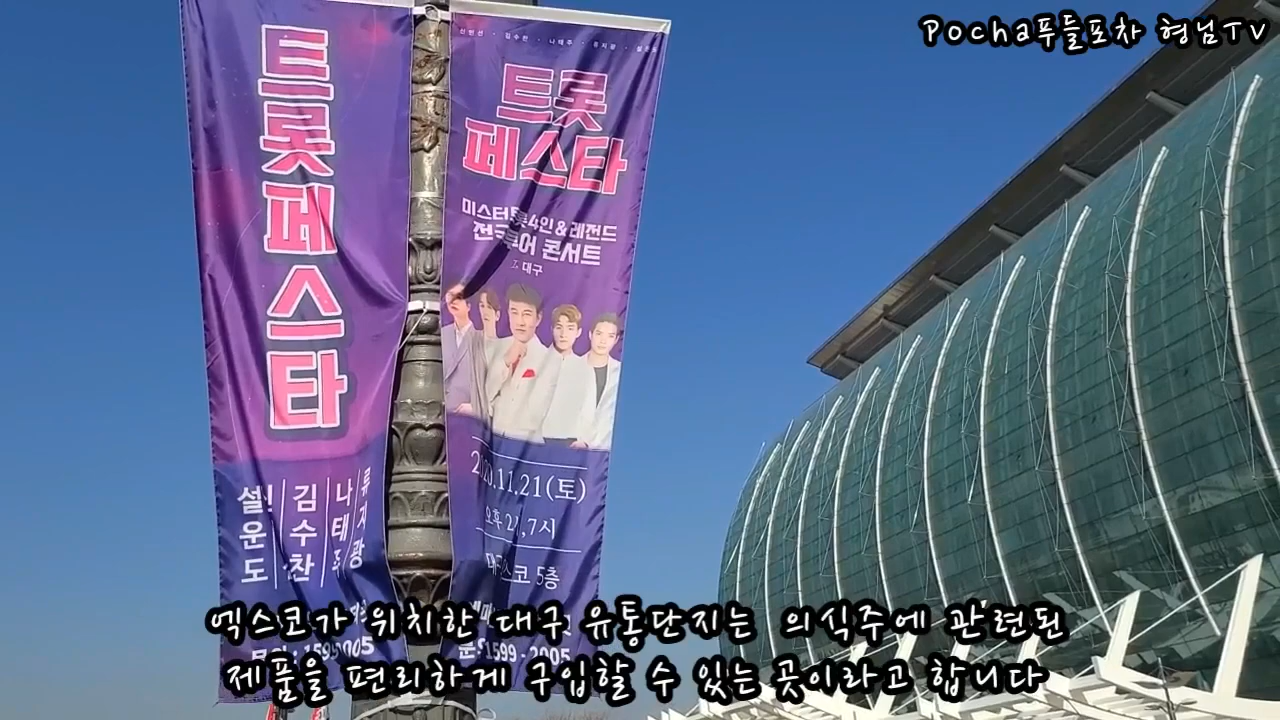 Pocha푸들포차 형님TV
트롯페스타
설운도
김수찬
나태주
류지광
트롯
페스타
미스터트롯4인&레전드
전국투어 콘서트
대구
2020.11.21(토)
오후 2시,7시
5층
1599-2005
엑스코가 위치한 대구 유통단지는 의식주에 관련된
제품을 편리하게 구입할 수 있는 곳이라고 합니다